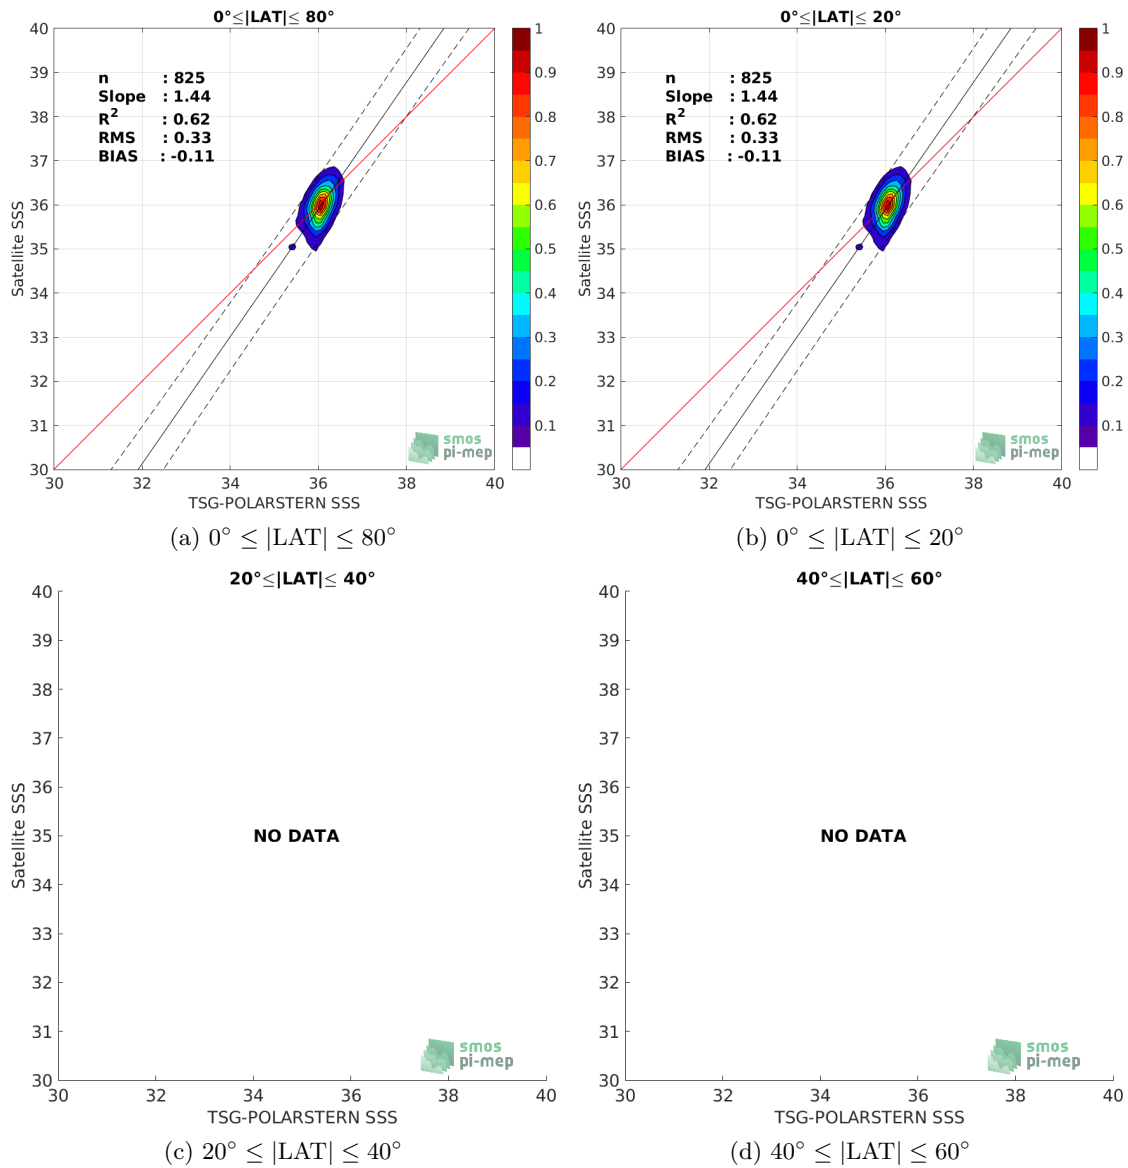 0°≤|LAT|≤ 80°
40
39
38
37
36
35
34
33
32
31
30
Satellite SSS
n : 825
Slope : 1.44
R2 : 0.62
RMS : 0.33
BIAS : -0.11
1
0.9
0.8
0.7
0.6
0.5
0.4
0.3
0.2
0.1
smos
pi-mep
30 32 34 36 38 40
TSG-POLARSTERN SSS
(a) 0° ≤ |LAT| ≤ 80°
0°≤|LAT|≤ 20°
40
39
38
37
36
35
34
33
32
31
30
Satellite SSS
n : 825
Slope : 1.44
R2 : 0.62
RMS : 0.33
BIAS : -0.11
1
0.9
0.8
0.7
0.6
0.5
0.4
0.3
0.2
0.1
smos
pi-mep
30 32 34 36 38 40
TSG-POLARSTERN SSS
(b) 0° ≤ |LAT| ≤ 20°
20°≤|LAT|≤ 40°
40
39
38
37
36
35
34
33
32
31
30
Satellite SSS
NO DATA
smos
pi-mep
30 32 34 36 38 40
TSG-POLARSTERN SSS
(c) 20° ≤ |LAT| ≤ 40°
40°≤|LAT|≤ 60°
40
39
38
37
36
35
34
33
32
31
30
Satellite SSS
NO DATA
smos
pi-mep
30 32 34 36 38 40
TSG-POLARSTERN SSS
(d) 40° ≤ |LAT| ≤ 60°